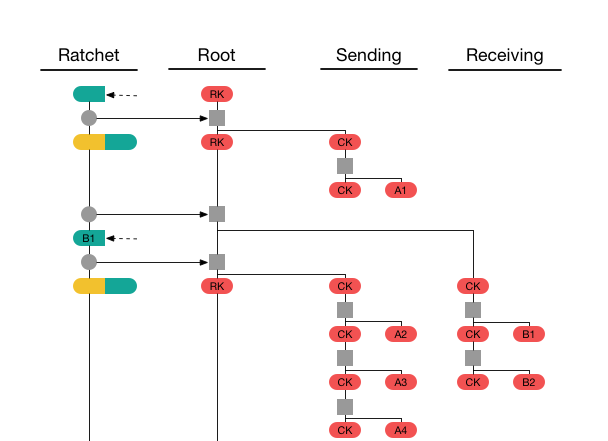 Ratchet Root Sending Receiving
RK
RK CK
CK A1
B1
RK CK CK
CK A2 CK B1
CK A3 CK B2
CK A4